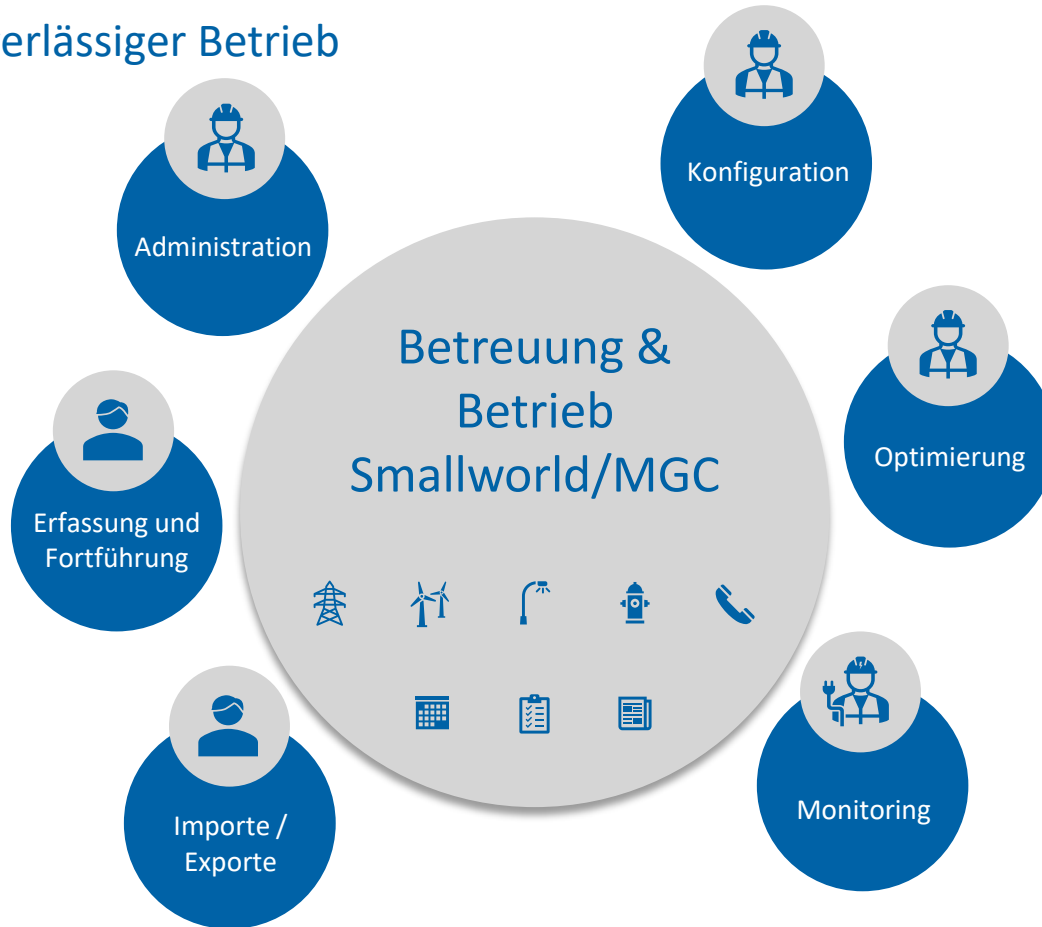 erlässiger Betrieb
Konfiguration
Administration
Betreuung &
Betrieb
Smallworld/MGC
Optimierung
Erfassung und
Fortführung
Monitoring
Importe /
Exporte